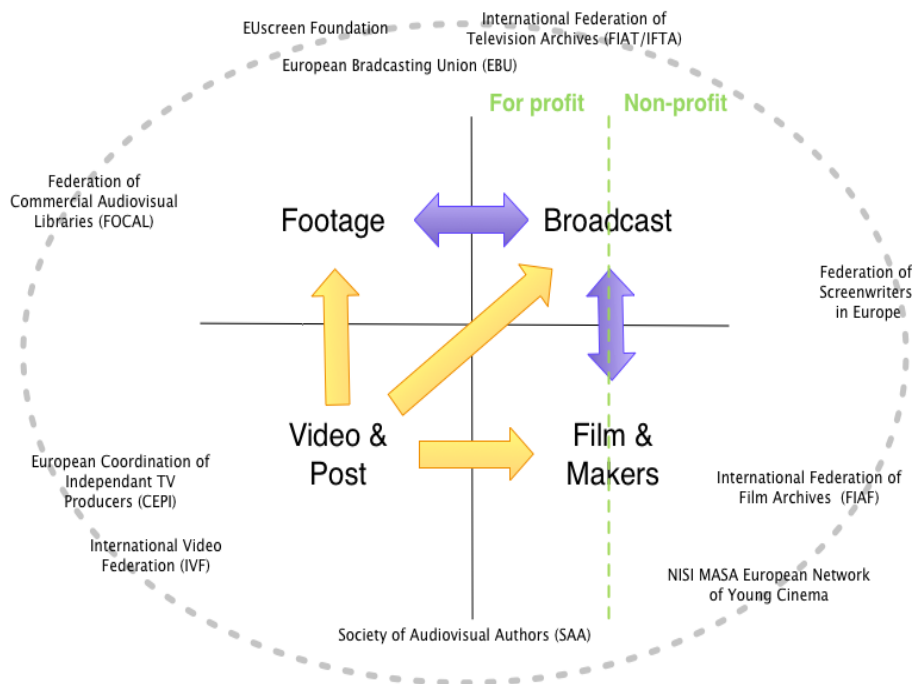 EUscreen Foundation
International Federation of
Television Archives (FIAT/IFTA)
European Bradcasting Union (EBU)
For profit
Non-profit
Federation of
Commercial Audiovisual
Libraries (FOCAL)
Footage
Broadcast
Federation of
Screenwriters
in Europe
Video &
Post
Film &
Makers
European Coordination of
Independant TV
Producers (CEPI)
International Federation of
Film Archives (FIAF)
International Video
Federation (IVF)
NISI MASA European Network
of Young Cinema
Society of Audiovisual Authors (SAA)